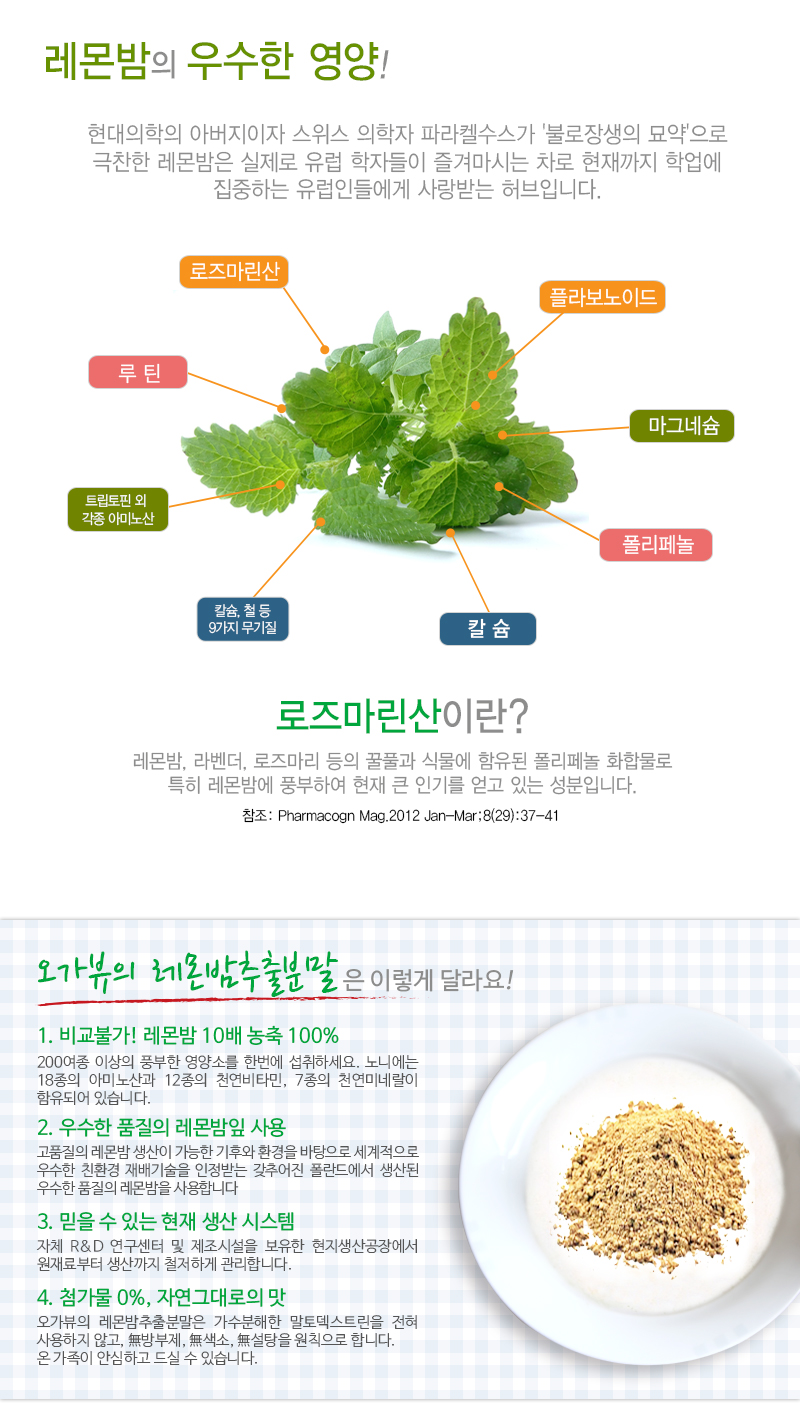 레몬밤의 우수한 영양!
현대의학의 아버지이자 스위스 의학자 파라켈수스가 '불로장생의 묘약'으로
극찬한 레몬밤은 실제로 유럽 학자들이 즐겨마시는 차로 현재까지 학업에
집중하는 유럽인들에게 사랑받는 허브입니다.
로즈마린산
플라보노이드
루 틴
마그네슘
트립토핀 외
각종 아미노산
폴리페놀
칼슘, 철 등
9가지 무기질
칼 슘
로즈마린산이란?
레몬밤, 라벤더, 로즈마리 등의 꿀풀과 식물에 함유된 폴리페놀 화합물로
특히 레몬밤에 풍부하여 현재 큰 인기를 얻고 있는 성분입니다.
참조: Pharmacogn Mag.2012 Jan-Mar;8(29):37-41
오가뷰의 레몬밤추출분말은 이렇게 달라요!
1. 비교불가! 레몬밤 10배 농축 100%
200여종 이상의 풍부한 영양소를 한번에 섭취하세요. 노니에는
18종의 아미노산과 12종의 천연비타민, 7종의 천연미네랄이
함유되어 있습니다.
2. 우수한 품질의 레몬밤잎 사용
고품질의 레몬밤 생산이 가능한 기후와 환경을 바탕으로 세계적으로
우수한 친환경 재배기술을 인정받는 갖추어진 폴란드에서 생산된
우수한 품질의 레몬밤을 사용합니다
3. 믿을 수 있는 현재 생산 시스템
자체 R&D 연구센터 및 제조시설을 보유한 현지생산공장에서
원재료부터 생산까지 철저하게 관리합니다.
4. 첨가물 0%, 자연그대로의 맛
오가뷰의 레몬밤추출분말은 가수분해한 말토덱스트린을 전혀
사용하지 않고, 無방부제, 無색소, 無설탕을 원칙으로 합니다.
온 가족이 안심하고 드실 수 있습니다.